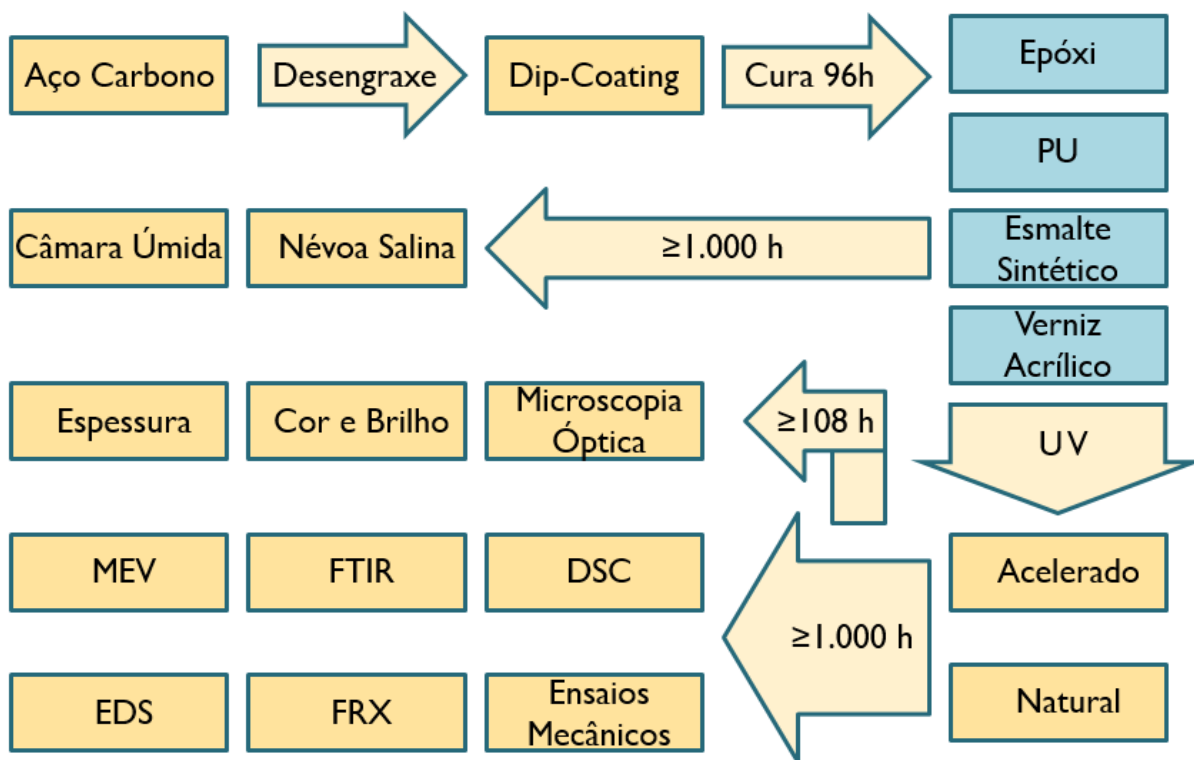 Aço Carbono
Desengraxe
Dip-Coating
Cura 96h
Epóxi
PU
Câmara Úmida
Névoa Salina
≥1.000 h
Esmalte
Sintético
Verniz
Acrílico
Espessura
Cor e Brilho
Microscopia
Óptica
≥108 h
UV
MEV
FTIR
DSC
≥1.000 h
Acelerado
EDS
FRX
Ensaios
Mecânicos
Natural